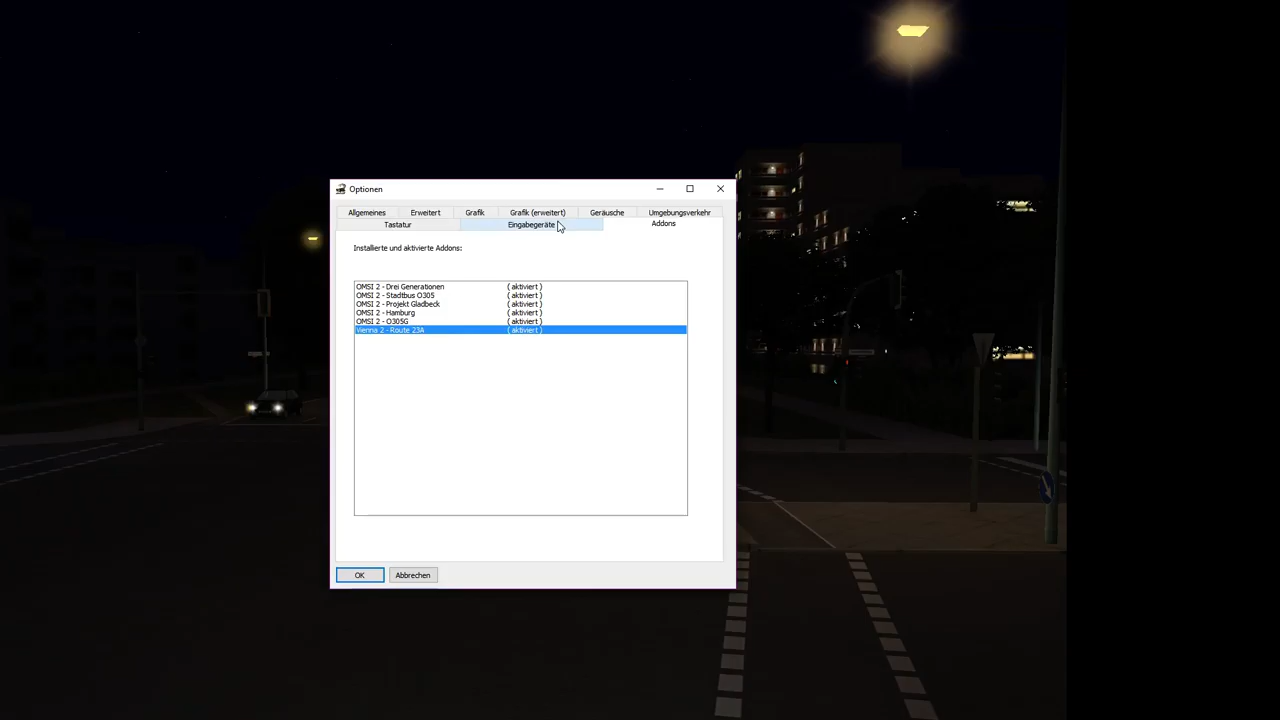 Optionen
Allgemeines Erweitert Grafik Grafik (erweitert) Geräusche Umgebungsverkehr
Tastatur Eingabegeräte Addons
Installierte und aktivierte Addons:
OMSI 2 - Drei Generationen ( aktiviert )
OMSI 2 - Stadtbus O305 ( aktiviert )
OMSI 2 - Projekt Gladbeck ( aktiviert )
OMSI 2 - Hamburg ( aktiviert )
OMSI 2 - O305G ( aktiviert )
Vienna 2 - Route 23A ( aktiviert )
OK Abbrechen